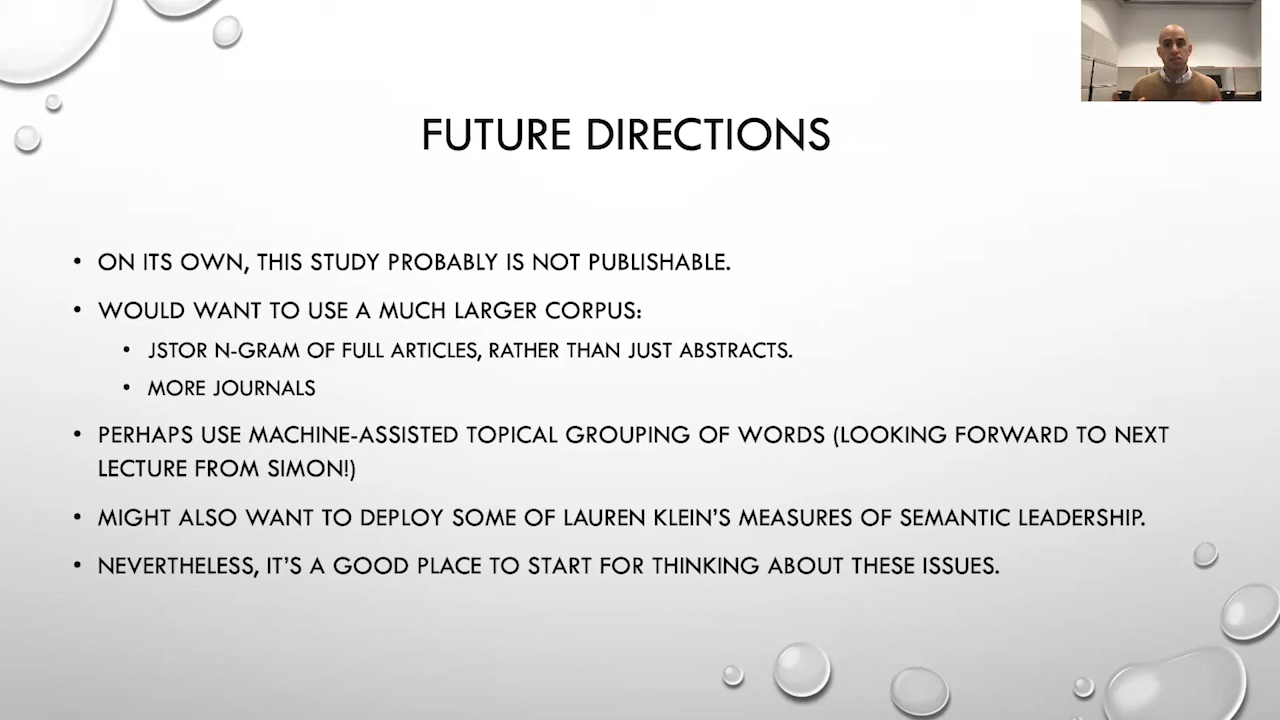 FUTURE DIRECTIONS
• ON ITS OWN, THIS STUDY PROBABLY IS NOT PUBLISHABLE.
• WOULD WANT TO USE A MUCH LARGER CORPUS:
• JSTOR N-GRAM OF FULL ARTICLES, RATHER THAN JUST ABSTRACTS.
• MORE JOURNALS
• PERHAPS USE MACHINE-ASSISTED TOPICAL GROUPING OF WORDS (LOOKING FORWARD TO NEXT
LECTURE FROM SIMON!)
• MIGHT ALSO WANT TO DEPLOY SOME OF LAUREN KLEIN’S MEASURES OF SEMANTIC LEADERSHIP.
• NEVERTHELESS, IT’S A GOOD PLACE TO START FOR THINKING ABOUT THESE ISSUES.